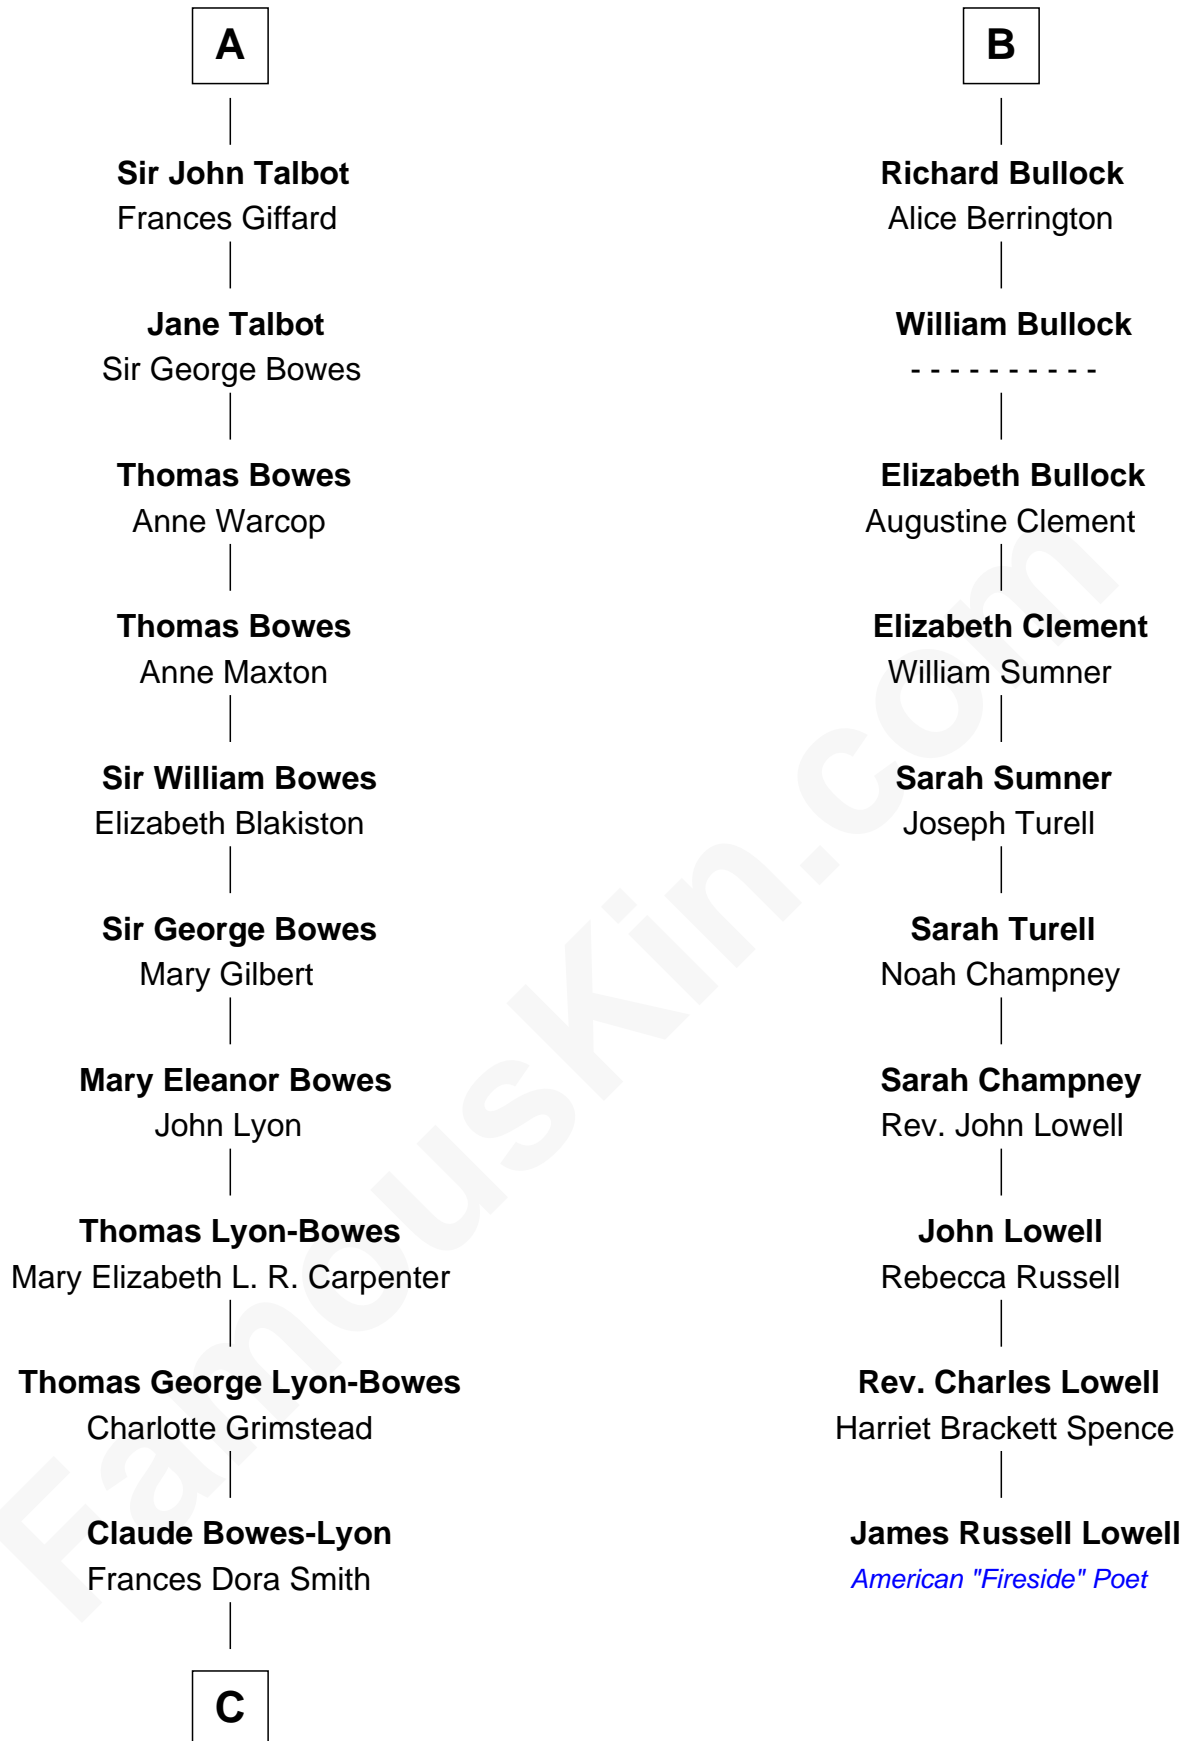 A
Sir John Talbot
Frances Giffard
Jane Talbot
Sir George Bowes
Thomas Bowes
Anne Warcop
Thomas Bowes
Anne Maxton
Sir William Bowes
Elizabeth Blakiston
Sir George Bowes
Mary Gilbert
Mary Eleanor Bowes
John Lyon
Thomas Lyon-Bowes
Mary Elizabeth L. R. Carpenter
Thomas George Lyon-Bowes
Charlotte Grimstead
Claude Bowes-Lyon
Frances Dora Smith
C
B
Richard Bullock
Alice Berrington
William Bullock
- - - - - - - - - -
Elizabeth Bullock
Augustine Clement
Elizabeth Clement
William Sumner
Sarah Sumner
Joseph Turell
Sarah Turell
Noah Champney
Sarah Champney
Rev. John Lowell
John Lowell
Rebecca Russell
Rev. Charles Lowell
Harriet Brackett Spence
James Russell Lowell
American "Fireside" Poet
FamousKin.com